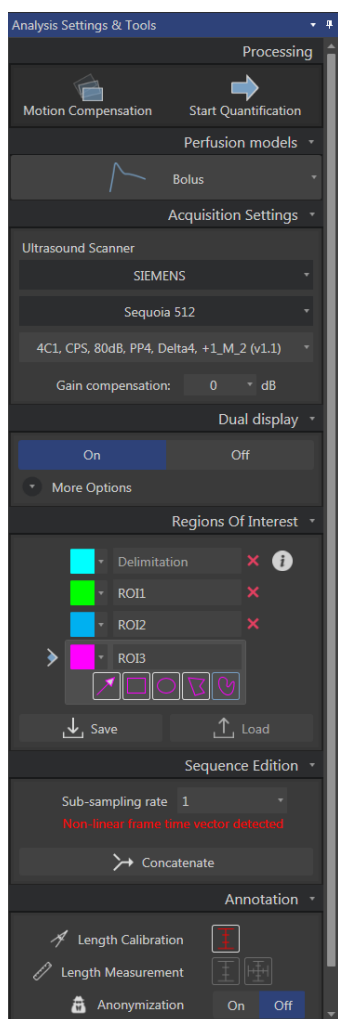 Analysis Settings & Tools
Processing
Motion Compensation
Start Quantification
Perfusion models
Bolus
Acquisition Settings
Ultrasound Scanner
SIEMENS
Sequoia 512
4C1, CPS, 80dB, PP4, Delta4, +1_M_2 (v1.1)
Gain compensation: 0 dB
Dual display
On Off
More Options
Regions Of Interest
Delimitation
ROI1
ROI2
ROI3
Save Load
Sequence Edition
Sub-sampling rate 1
Non-linear frame time vector detected
Concatenate
Annotation
Length Calibration
Length Measurement
Anonymization On Off